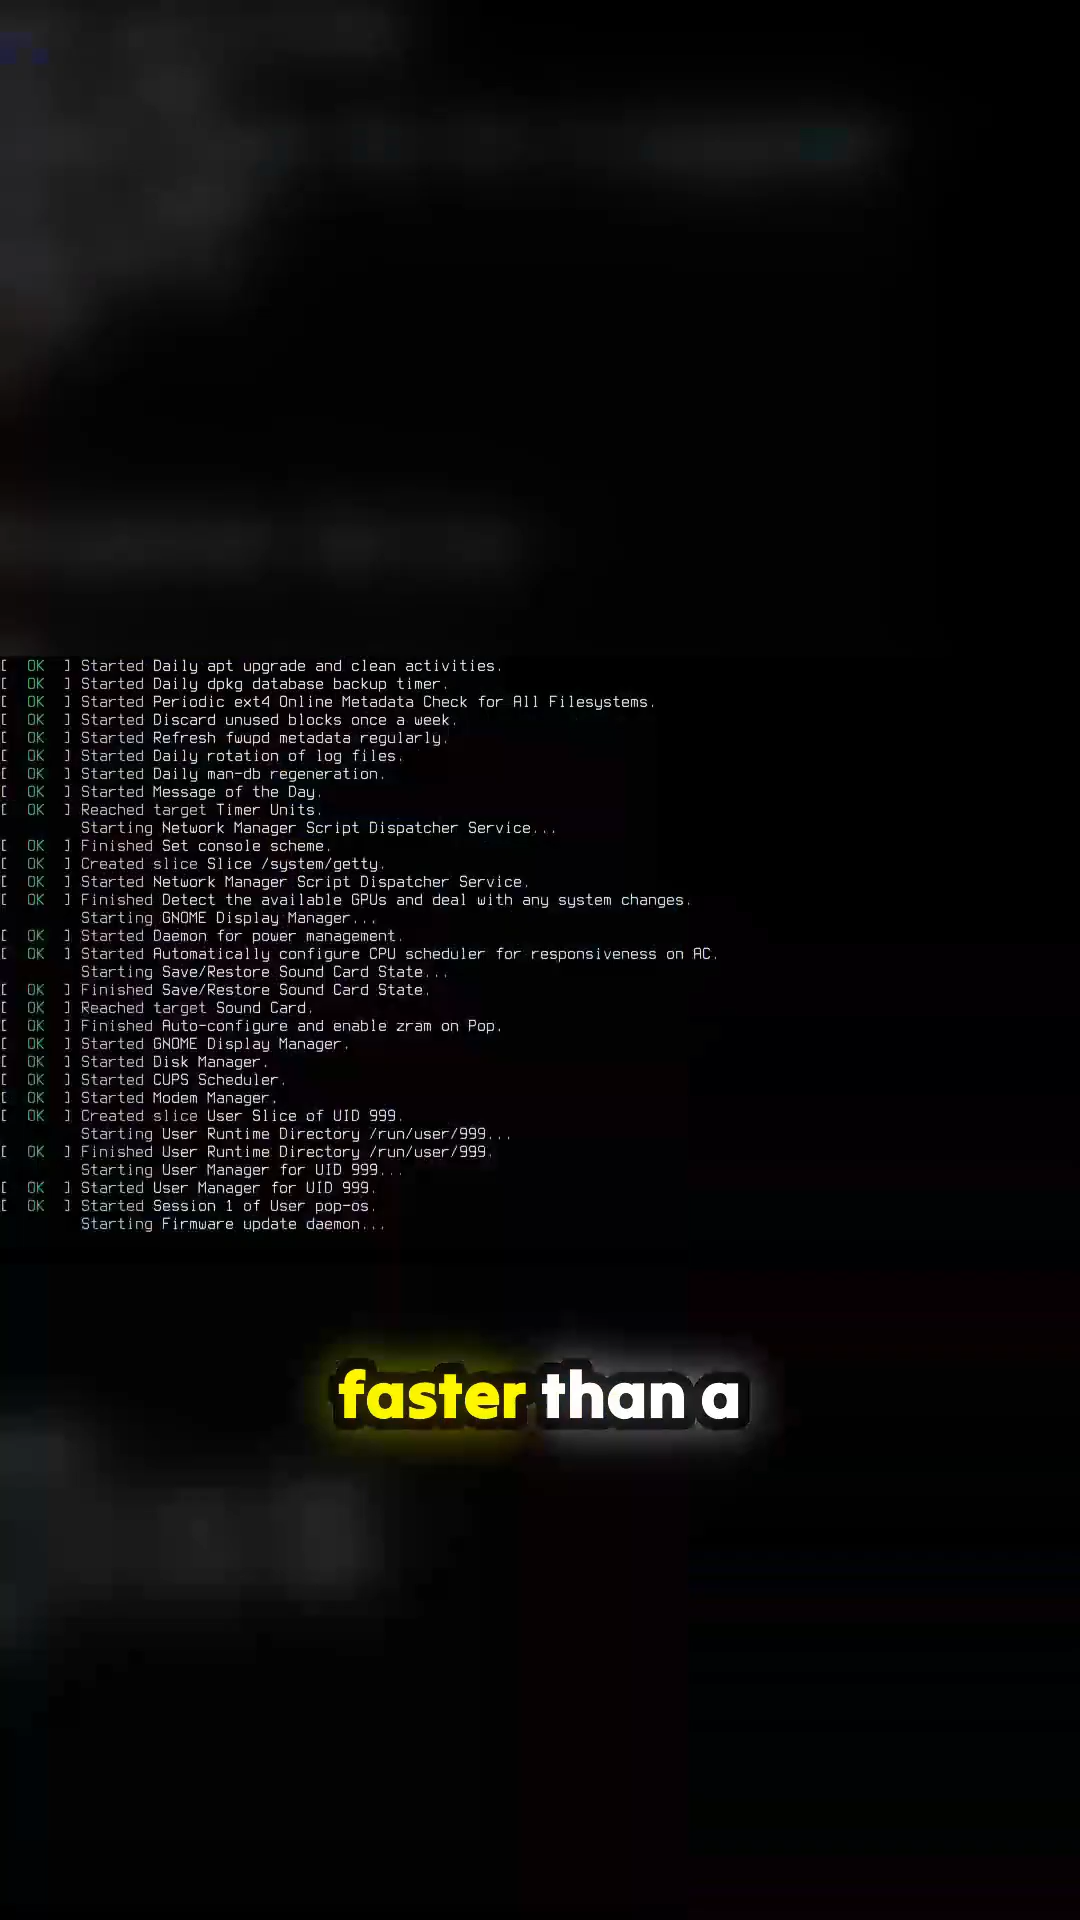 [  OK  ] Started Daily apt upgrade and clean activities.
[  OK  ] Started Daily dpkg database backup timer.
[  OK  ] Started Periodic ext4 Online Metadata Check for All Filesystems.
[  OK  ] Started Discard unused blocks once a week.
[  OK  ] Started Refresh fwupd metadata regularly.
[  OK  ] Started Daily rotation of log files.
[  OK  ] Started Daily man-db regeneration.
[  OK  ] Started Message of the Day.
[  OK  ] Reached target Timer Units.
Starting Network Manager Script Dispatcher Service...
[  OK  ] Finished Set console scheme.
[  OK  ] Created slice Slice /system/getty.
[  OK  ] Started Network Manager Script Dispatcher Service.
[  OK  ] Finished Detect the available GPUs and deal with any system changes.
Starting GNOME Display Manager...
[  OK  ] Started Daemon for power management.
[  OK  ] Started Automatically configure CPU scheduler for responsiveness on AC.
Starting Save/Restore Sound Card State...
[  OK  ] Finished Save/Restore Sound Card State.
[  OK  ] Reached target Sound Card.
[  OK  ] Finished Auto-configure and enable zram on Pop.
[  OK  ] Started GNOME Display Manager.
[  OK  ] Started Disk Manager.
[  OK  ] Started CUPS Scheduler.
[  OK  ] Started Modem Manager.
[  OK  ] Created slice User Slice of UID 999.
Starting User Runtime Directory /run/user/999...
[  OK  ] Finished User Runtime Directory /run/user/999.
Starting User Manager for UID 999...
[  OK  ] Started User Manager for UID 999.
[  OK  ] Started Session 1 of User pop-os.
Starting Firmware update daemon...
faster than a